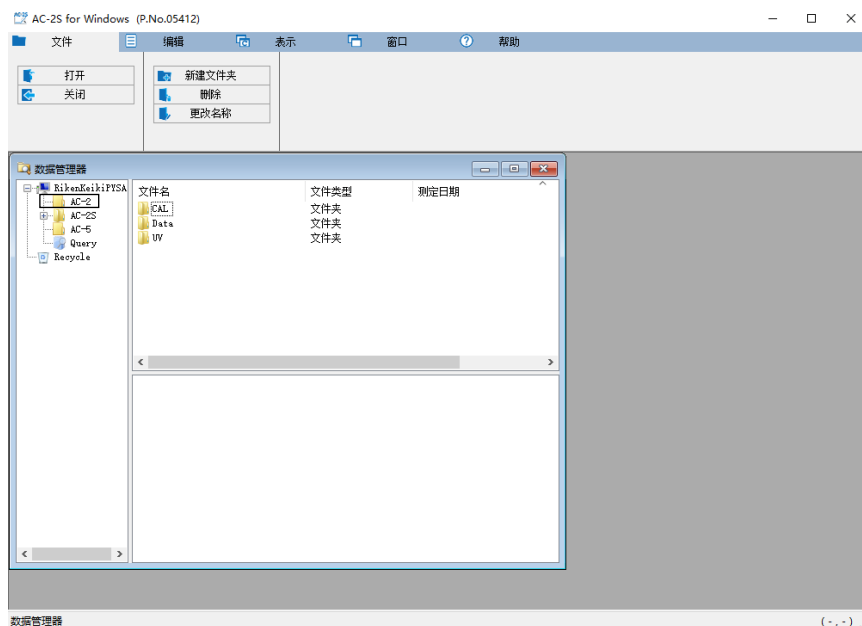 AC-2S for Windows (P.No.05412)
文件 编辑 表示 窗口 帮助
打开 新建文件夹
关闭 删除
更改名称
数据管理器
RikenKeikiPYSA 文件名 文件类型 测定日期
AC-2 CAL 文件夹
AC-2S Data 文件夹
AC-5 UV 文件夹
Query
Recycle
数据管理器 (-,-)